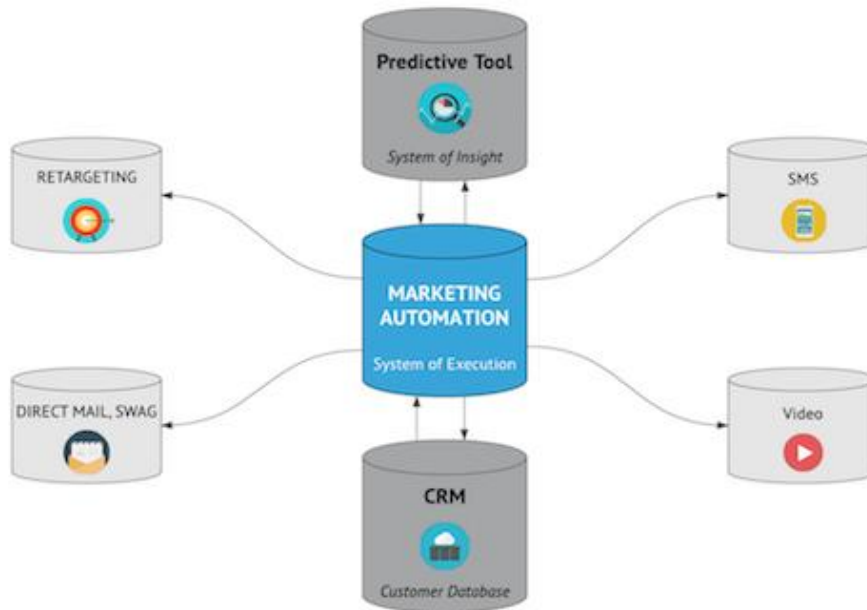 Predictive Tool
System of Insight
RETARGETING
SMS
MARKETING
AUTOMATION
System of Execution
DIRECT MAIL, SWAG
Video
CRM
Customer Database